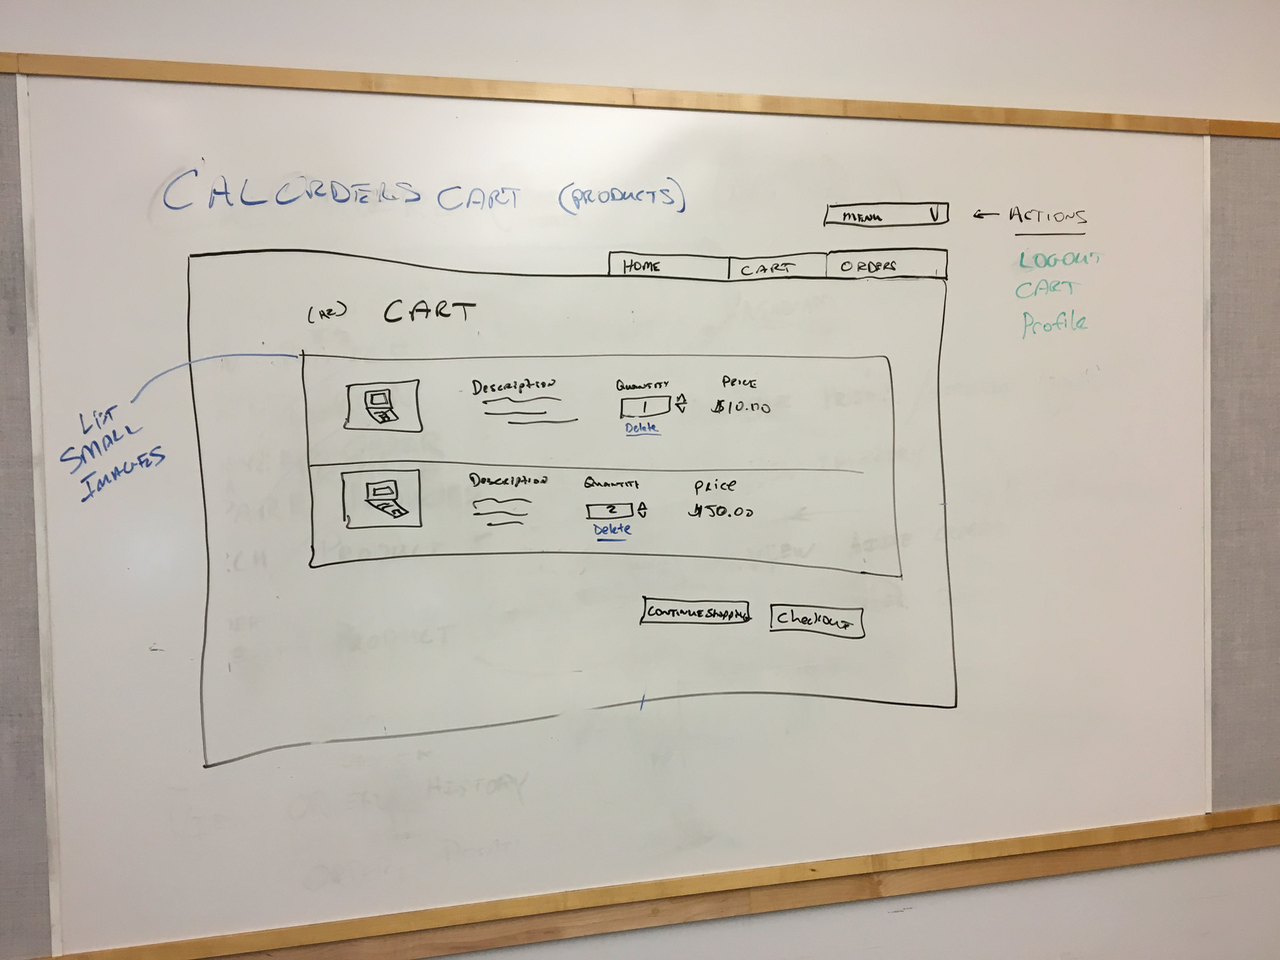 CALORDERS CART (PRODUCTS)
MENU V ← ACTIONS
LOGOUT
CART
Profile
HOME CART ORDERS
CART
LIST
SMALL
IMAGES
Description QUANTITY PRICE
1 $10.00
Delete
Description QUANTITY PRICE
2 $50.00
Delete
CONTINUE SHOPPING CheckOUT